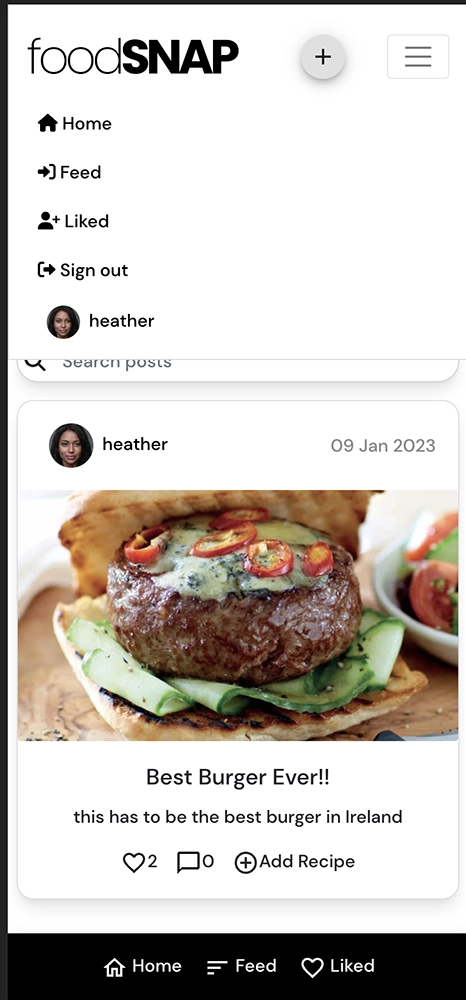 foodSNAP
Home
Feed
Liked
Sign out
heather
Search posts
heather
09 Jan 2023
Best Burger Ever!!
this has to be the best burger in Ireland
2 0 Add Recipe
Home Feed Liked